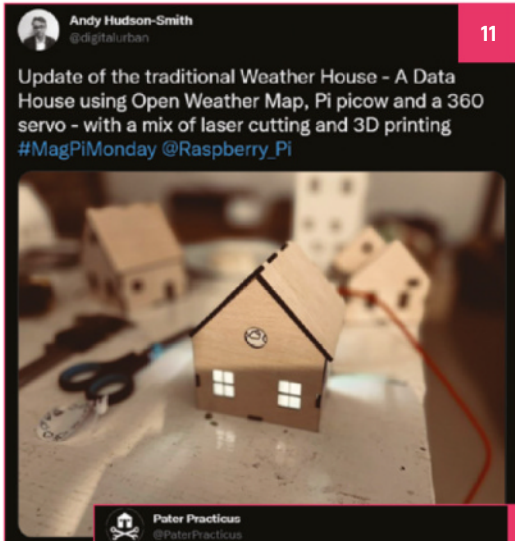 Andy Hudson-Smith
@digitalurban
11
Update of the traditional Weather House - A Data
House using Open Weather Map, Pi picow and a 360
servo - with a mix of laser cutting and 3D printing
#MagPiMonday @Raspberry_Pi
Pater Practicus
@PaterPracticus